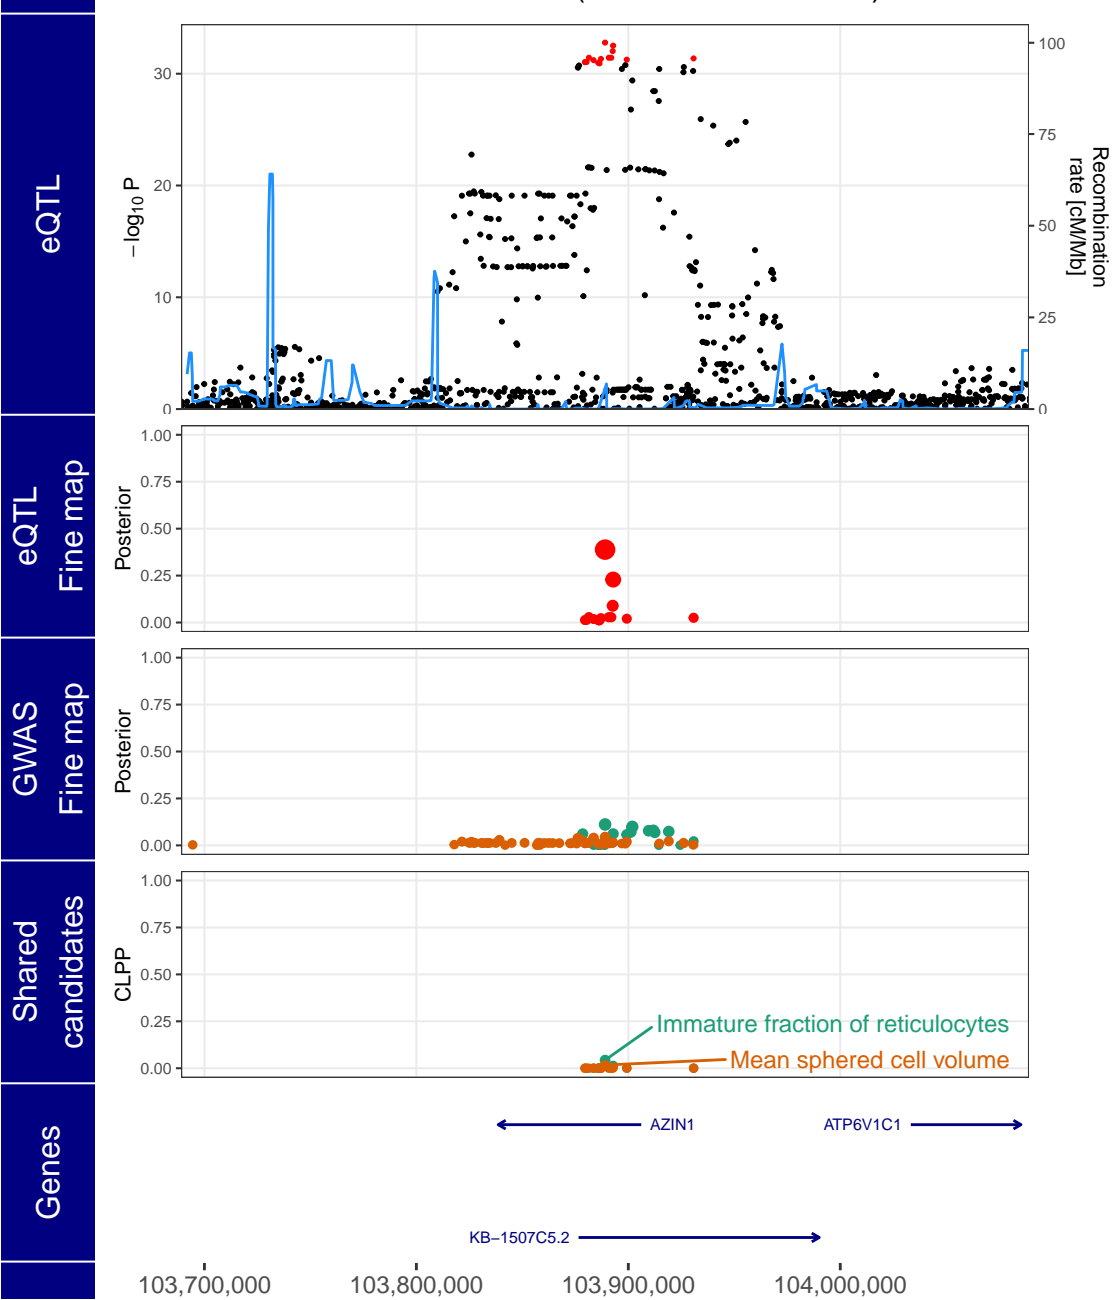 eQTL
−log10 P
0
10
20
30
0
25
50
75
100
Recombination
rate [cM/Mb]
eQTL
Fine map
Posterior
1.00
0.75
0.50
0.25
0.00
GWAS
Fine map
Posterior
1.00
0.75
0.50
0.25
0.00
Shared
candidates
CLPP
1.00
0.75
0.50
0.25
0.00
Immature fraction of reticulocytes
Mean sphered cell volume
Genes
AZIN1
ATP6V1C1
KB−1507C5.2
103,700,000
103,800,000
103,900,000
104,000,000